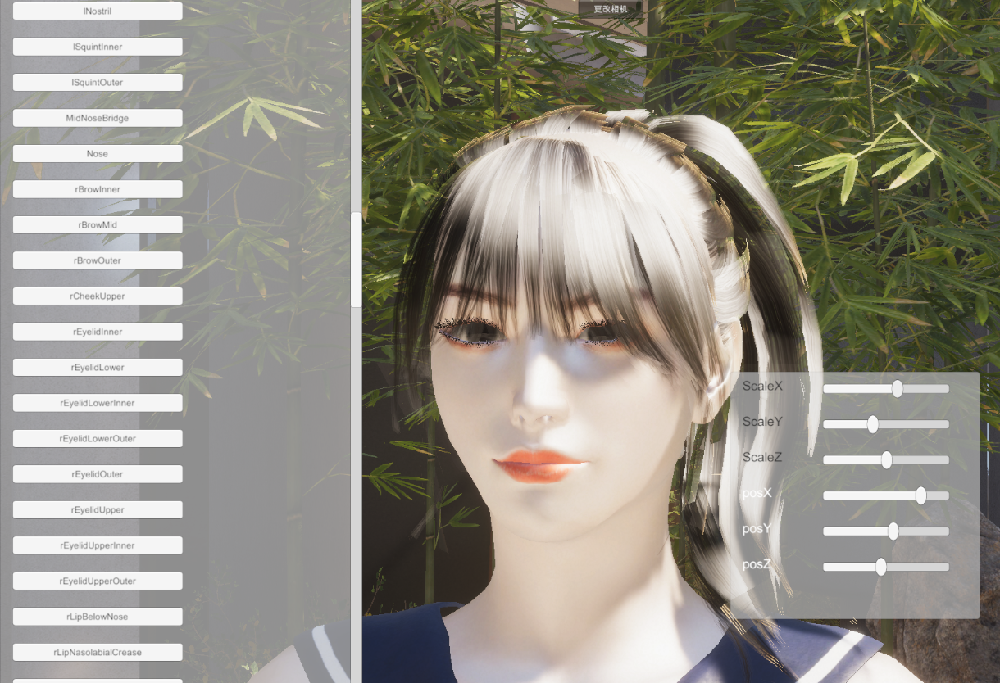 lNostril
lSquintInner
lSquintOuter
MidNoseBridge
Nose
rBrowInner
rBrowMid
rBrowOuter
rCheekUpper
rEyelidInner
rEyelidLower
rEyelidLowerInner
rEyelidLowerOuter
rEyelidOuter
rEyelidUpper
rEyelidUpperInner
rEyelidUpperOuter
rLipBelowNose
rLipNasolabialCrease
更改相机
ScaleX
ScaleY
ScaleZ
posX
posY
posZ